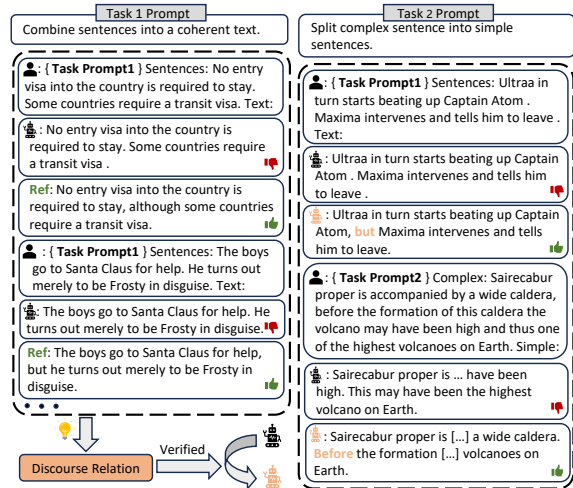 Task 1 Prompt
Combine sentences into a coherent text.
: { Task Prompt1 } Sentences: No entry
visa into the country is required to stay.
Some countries require a transit visa. Text:
: No entry visa into the country is
required to stay. Some countries require
a transit visa .
Ref: No entry visa into the country is
required to stay, although some countries
require a transit visa.
: { Task Prompt1 } Sentences: The boys
go to Santa Claus for help. He turns out
merely to be Frosty in disguise. Text:
: The boys go to Santa Claus for help. He
turns out merely to be Frosty in disguise.
Ref: The boys go to Santa Claus for help,
but he turns out merely to be Frosty in
disguise.
Discourse Relation
Verified
Task 2 Prompt
Split complex sentence into simple
sentences.
: { Task Prompt1 } Sentences: Ultraa in
turn starts beating up Captain Atom .
Maxima intervenes and tells him to leave .
Text:
: Ultraa in turn starts beating up Captain
Atom . Maxima intervenes and tells him
to leave .
: Ultraa in turn starts beating up Captain
Atom, but Maxima intervenes and tells
him to leave.
: { Task Prompt2 } Complex: Sairecabur
proper is accompanied by a wide caldera,
before the formation of this caldera the
volcano may have been high and thus one
of the highest volcanoes on Earth. Simple:
: Sairecabur proper is ... have been
high. This may have been the highest
volcano on Earth.
: Sairecabur proper is [...] a wide caldera.
Before the formation [...] volcanoes on
Earth.